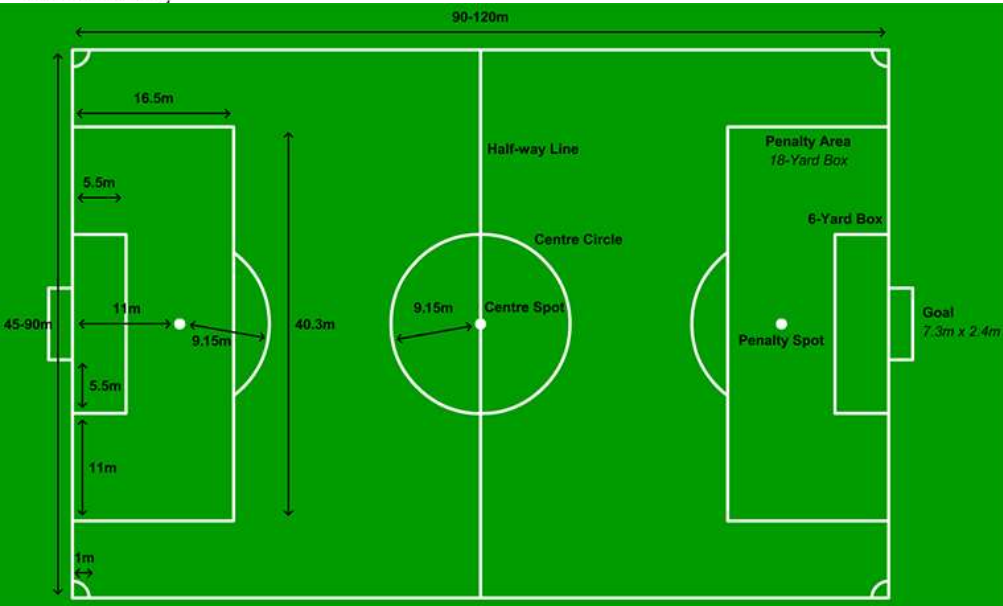 90-120m
16.5m
Penalty Area
18-Yard Box
Half-way Line
5.5m
6-Yard Box
Centre Circle
11m
9.15m
Centre Spot
Goal
7.3m x 2.4m
45-90m
40.3m
9.15m
Penalty Spot
5.5m
11m
1m